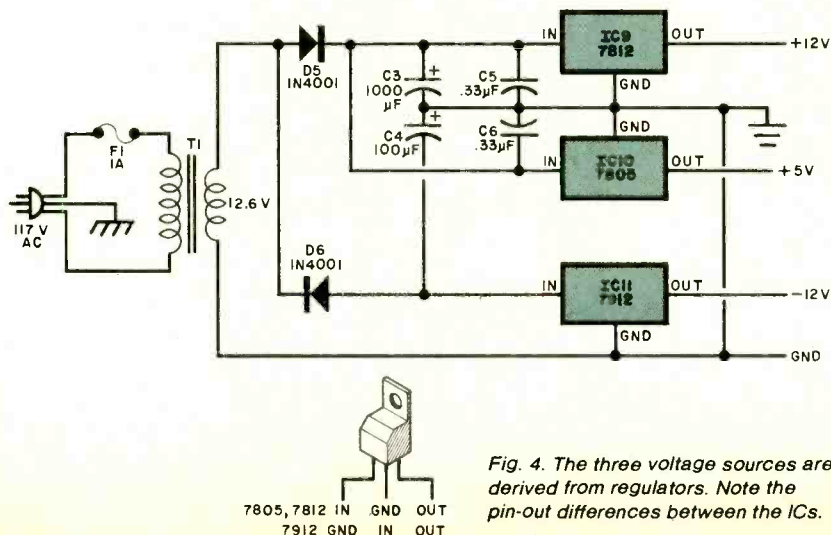 IC9
7812
IN
OUT
+12V
GND
D5
1N4001
C3
1000
µF
+
C5
.33µF
C4
100µF
+
C6
.33µF
GND
IC10
7805
IN
OUT
+5V
F1
1A
T1
12.6V
117 V
AC
D6
1N4001
IC11
7912
IN
OUT
-12V
GND
GND
7805, 7812 IN GND OUT
7912 GND IN OUT
Fig. 4. The three voltage sources are
derived from regulators. Note the
pin-out differences between the ICs.